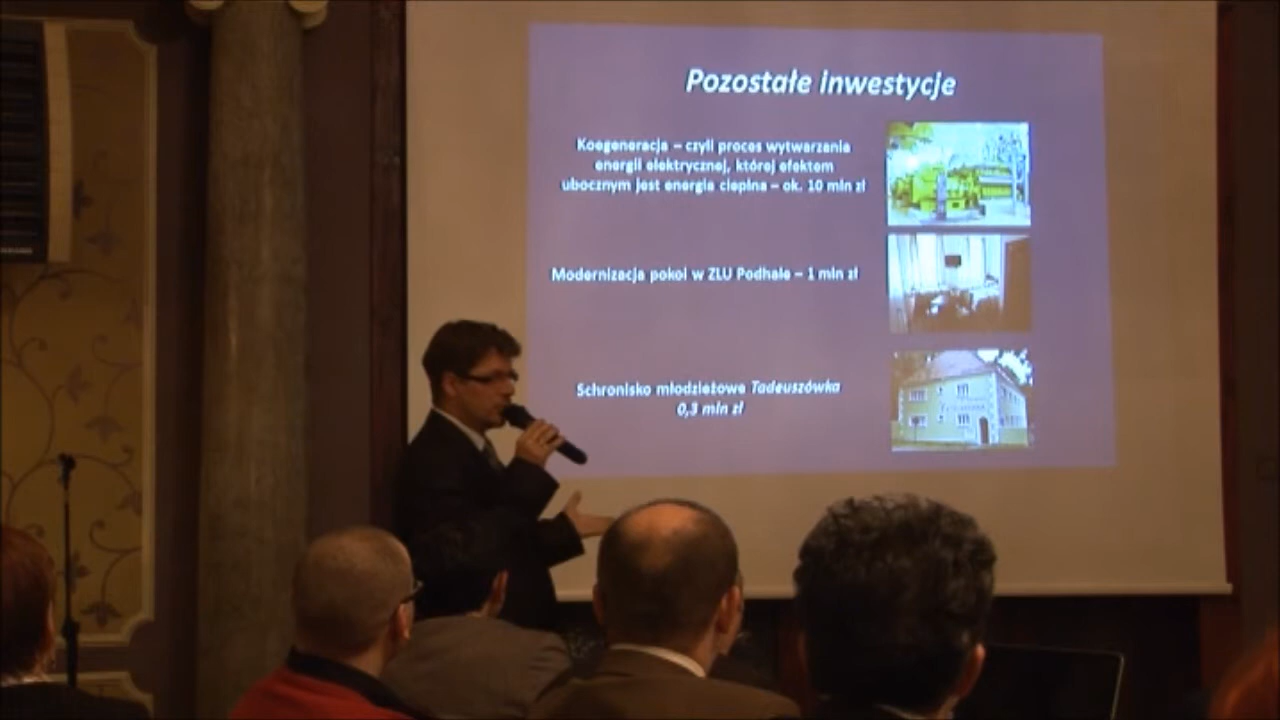 Pozostałe inwestycje
Koegeneracja – czyli proces wytwarzania
energii elektrycznej, której efektem
ubocznym jest energia cieplna – ok. 10 mln zł
Modernizacja pokoi w ZLU Podhale – 1 mln zł
Schronisko młodzieżowe Tadeuszówka
0,3 mln zł